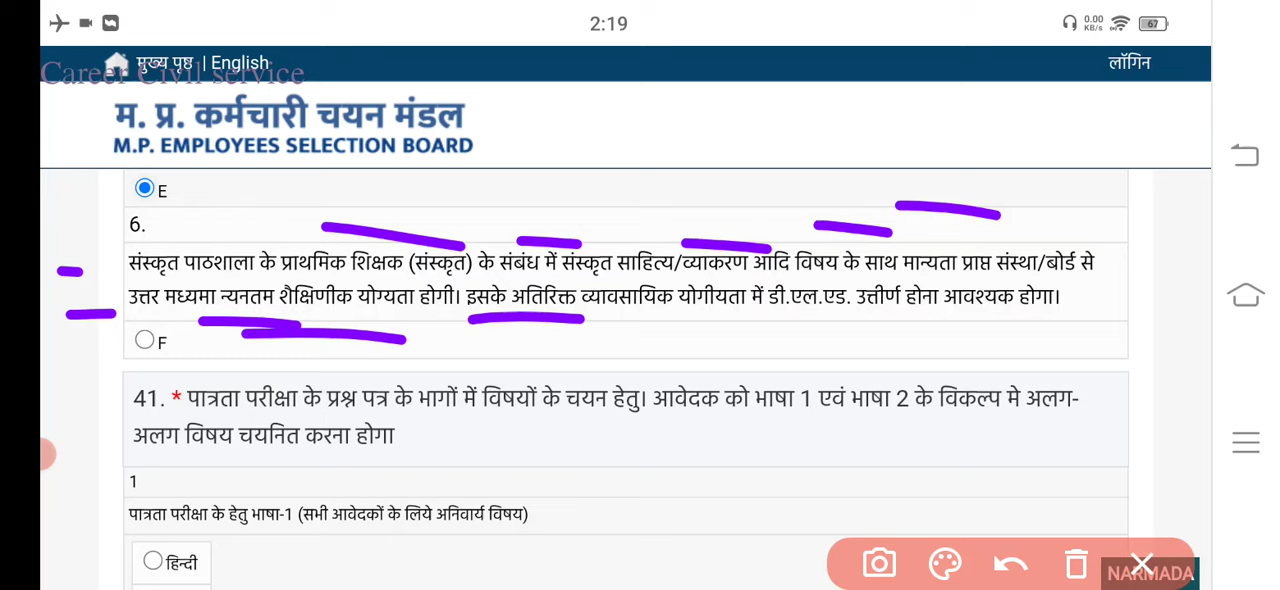 2:19
0.00
KB/s
67
मुख्य पृष्ठ | English
लॉगिन
Career Civil service
म. प्र. कर्मचारी चयन मंडल
M.P. EMPLOYEES SELECTION BOARD
E
6.
संस्कृत पाठशाला के प्राथमिक शिक्षक (संस्कृत) के संबंध में संस्कृत साहित्य/व्याकरण आदि विषय के साथ मान्यता प्राप्त संस्था/बोर्ड से
उत्तर मध्यमा न्यनतम शैक्षिणीक योग्यता होगी। इसके अतिरिक्त व्यावसायिक योगीयता में डी.एल.एड. उत्तीर्ण होना आवश्यक होगा।
F
41. * पात्रता परीक्षा के प्रश्न पत्र के भागों में विषयों के चयन हेतु। आवेदक को भाषा 1 एवं भाषा 2 के विकल्प मे अलग-
अलग विषय चयनित करना होगा
1
पात्रता परीक्षा के हेतु भाषा-1 (सभी आवेदकों के लिये अनिवार्य विषय)
हिन्दी
NARMADA